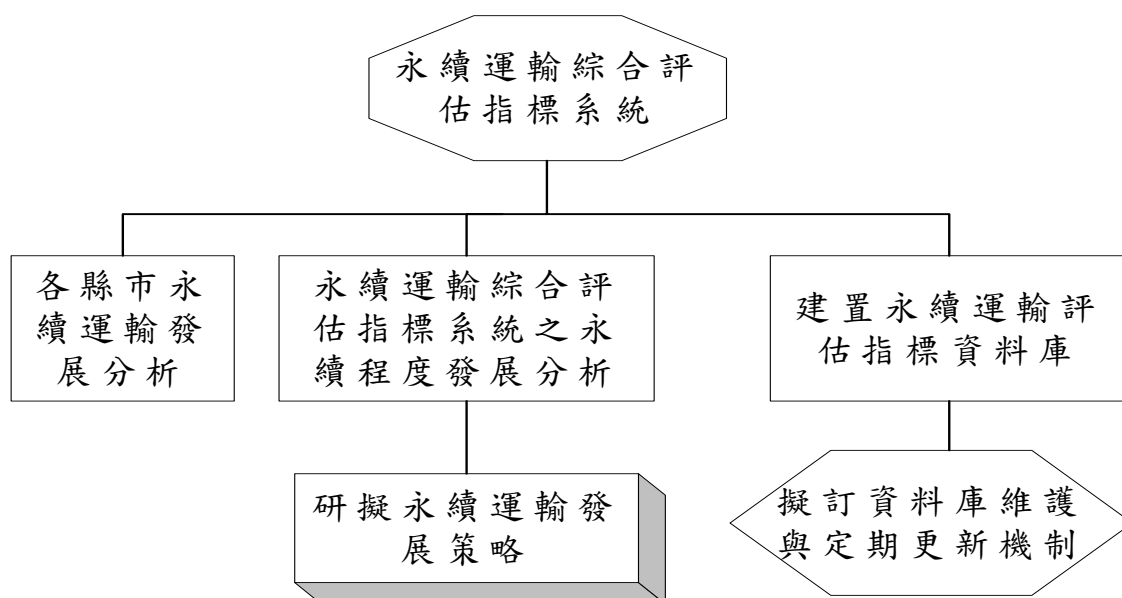 永續運輸綜合評
估指標系統
各縣市永
續運輸發
展分析
永續運輸綜合評
估指標系統之永
續程度發展分析
建置永續運輸評
估指標資料庫
研擬永續運輸發
展策略
擬訂資料庫維護
與定期更新機制